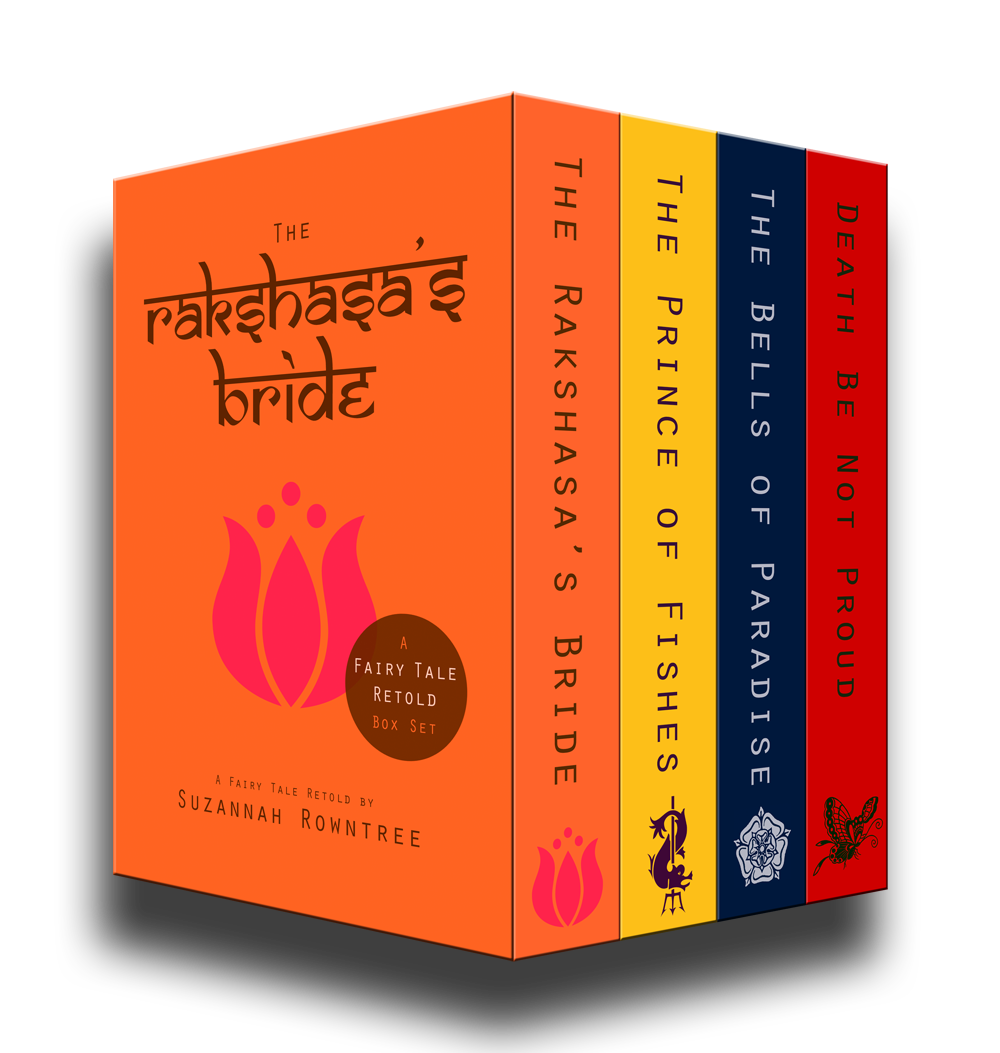 The
rakshasa's
bride
A
Fairy Tale
Retold
Box Set
A Fairy Tale Retold by
Suzannah Rowntree
The Rakshasa's Bride
The Prince of Fishes
The Bells of Paradise
Death Be Not Proud